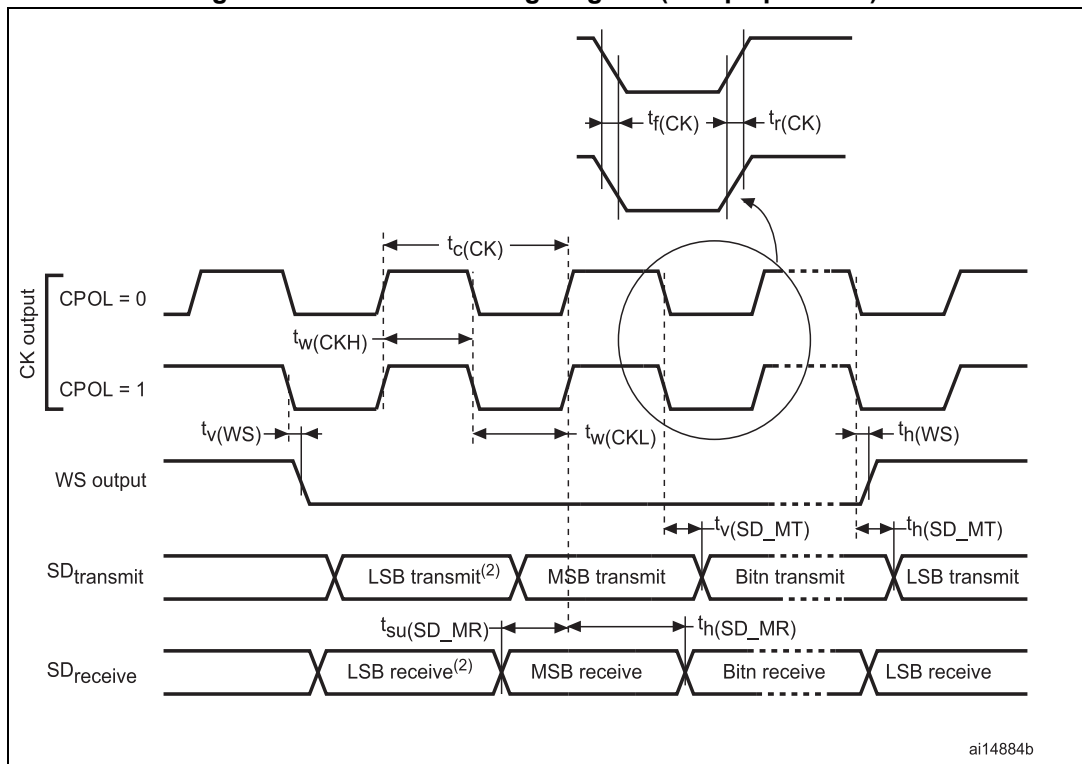 tf(CK)
tr(CK)
tc(CK)
CK output
CPOL = 0
tw(CKH)
CPOL = 1
tv(WS)
tw(CKL)
th(WS)
WS output
tv(SD_MT)
th(SD_MT)
SDtransmit
LSB transmit(2)
MSB transmit
Bitn transmit
LSB transmit
tsu(SD_MR)
th(SD_MR)
SDreceive
LSB receive(2)
MSB receive
Bitn receive
LSB receive
ai14884b